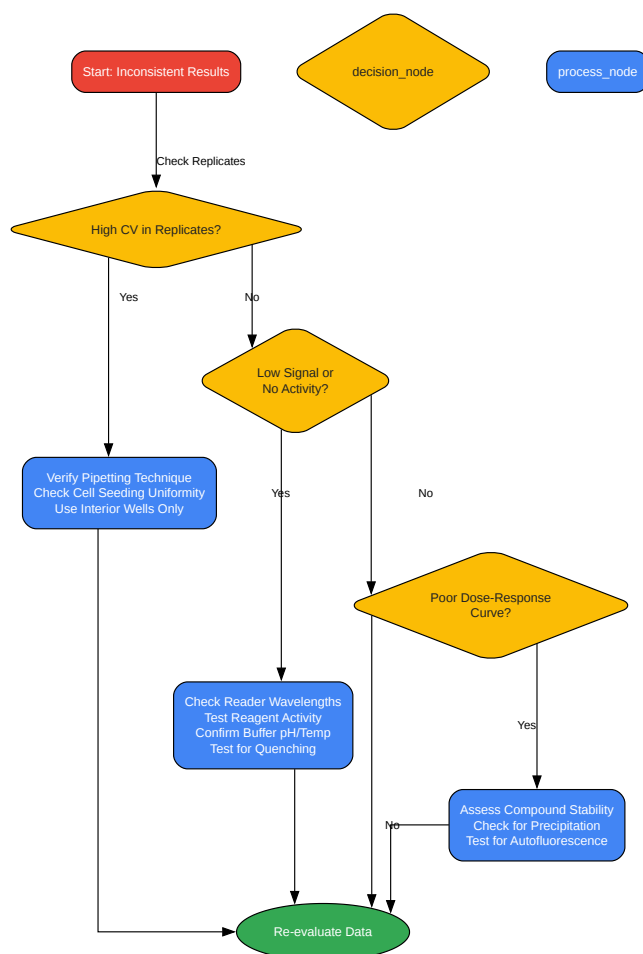 Start: Inconsistent Results
decision_node
process_node
Check Replicates
High CV in Replicates?
Yes
No
Low Signal or
No Activity?
Verify Pipetting Technique
Check Cell Seeding Uniformity
Use Interior Wells Only
Yes
No
Poor Dose-Response
Curve?
Check Reader Wavelengths
Test Reagent Activity
Confirm Buffer pH/Temp
Test for Quenching
Yes
Assess Compound Stability
Check for Precipitation
Test for Autofluorescence
No
Re-evaluate Data